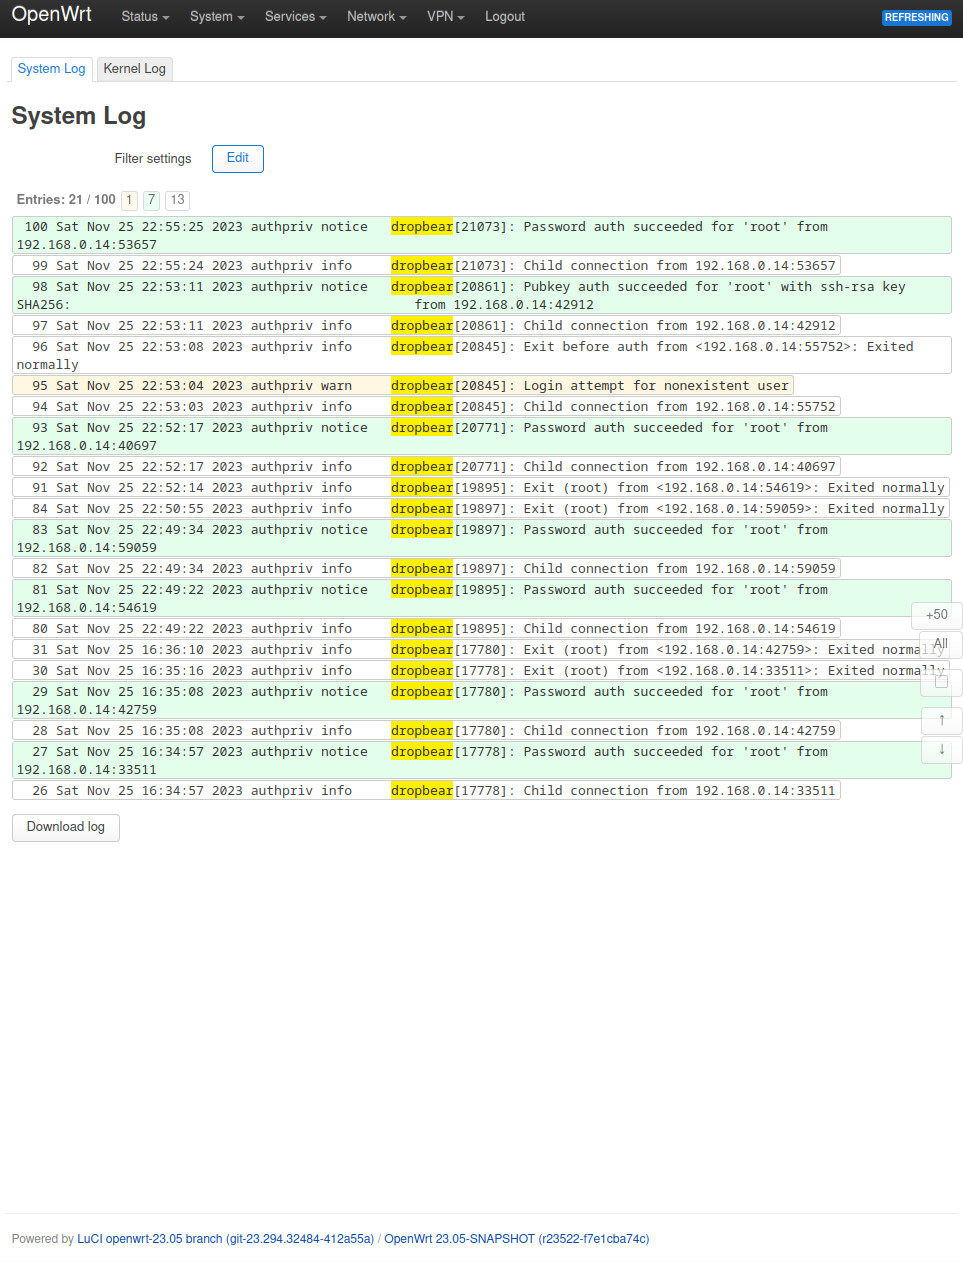 OpenWrt Status System Services Network VPN Logout REFRESHING
System Log Kernel Log
System Log
Filter settings Edit
Entries: 21 / 100 1 7 13
100 Sat Nov 25 22:55:25 2023 authpriv notice dropbear[21073]: Password auth succeeded for 'root' from
192.168.0.14:53657
99 Sat Nov 25 22:55:24 2023 authpriv info dropbear[21073]: Child connection from 192.168.0.14:53657
98 Sat Nov 25 22:53:11 2023 authpriv notice dropbear[20861]: Pubkey auth succeeded for 'root' with ssh-rsa key
SHA256: from 192.168.0.14:42912
97 Sat Nov 25 22:53:11 2023 authpriv info dropbear[20861]: Child connection from 192.168.0.14:42912
96 Sat Nov 25 22:53:08 2023 authpriv info dropbear[20845]: Exit before auth from <192.168.0.14:55752>: Exited
normally
95 Sat Nov 25 22:53:04 2023 authpriv warn dropbear[20845]: Login attempt for nonexistent user
94 Sat Nov 25 22:53:03 2023 authpriv info dropbear[20845]: Child connection from 192.168.0.14:55752
93 Sat Nov 25 22:52:17 2023 authpriv notice dropbear[20771]: Password auth succeeded for 'root' from
192.168.0.14:40697
92 Sat Nov 25 22:52:17 2023 authpriv info dropbear[20771]: Child connection from 192.168.0.14:40697
91 Sat Nov 25 22:52:14 2023 authpriv info dropbear[19895]: Exit (root) from <192.168.0.14:54619>: Exited normally
84 Sat Nov 25 22:50:55 2023 authpriv info dropbear[19897]: Exit (root) from <192.168.0.14:59059>: Exited normally
83 Sat Nov 25 22:49:34 2023 authpriv notice dropbear[19897]: Password auth succeeded for 'root' from
192.168.0.14:59059
82 Sat Nov 25 22:49:34 2023 authpriv info dropbear[19897]: Child connection from 192.168.0.14:59059
81 Sat Nov 25 22:49:22 2023 authpriv notice dropbear[19895]: Password auth succeeded for 'root' from
192.168.0.14:54619
+50
80 Sat Nov 25 22:49:22 2023 authpriv info dropbear[19895]: Child connection from 192.168.0.14:54619
31 Sat Nov 25 16:36:10 2023 authpriv info dropbear[17780]: Exit (root) from <192.168.0.14:42759>: Exited normally
All
30 Sat Nov 25 16:35:16 2023 authpriv info dropbear[17778]: Exit (root) from <192.168.0.14:33511>: Exited normally
29 Sat Nov 25 16:35:08 2023 authpriv notice dropbear[17780]: Password auth succeeded for 'root' from
192.168.0.14:42759
↑
28 Sat Nov 25 16:35:08 2023 authpriv info dropbear[17780]: Child connection from 192.168.0.14:42759
27 Sat Nov 25 16:34:57 2023 authpriv notice dropbear[17778]: Password auth succeeded for 'root' from
↓
192.168.0.14:33511
26 Sat Nov 25 16:34:57 2023 authpriv info dropbear[17778]: Child connection from 192.168.0.14:33511
Download log
Powered by LuCI openwrt-23.05 branch (git-23.294.32484-412a55a) / OpenWrt 23.05-SNAPSHOT (r23522-f7e1cba74c)